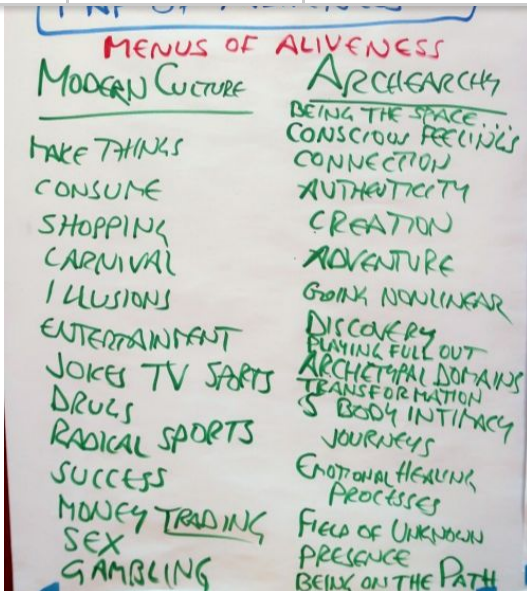 MENUS OF ALIVENESS
MODERN CULTURE
TAKE THINGS
CONSUME
SHOPPING
CARNIVAL
ILLUSIONS
ENTERTAINMENT
JOKES TV SPORTS
DRUGS
RADICAL SPORTS
SUCCESS
MONEY TRADING
SEX
GAMBLING
ARCHEARCHY
BEING THE SPACE...
CONSCIOUS FEELINGS
CONNECTION
AUTHENTICITY
CREATION
ADVENTURE
GOING NONLINEAR
DISCOVERY
PLAYING FULL OUT
ARCHETYPAL DOMAINS
TRANSFORMATION
5 BODY INTIMACY
JOURNEYS
EMOTIONAL HEALING
PROCESSES
FIELD OF UNKNOWN
PRESENCE
BEING ON THE PATH